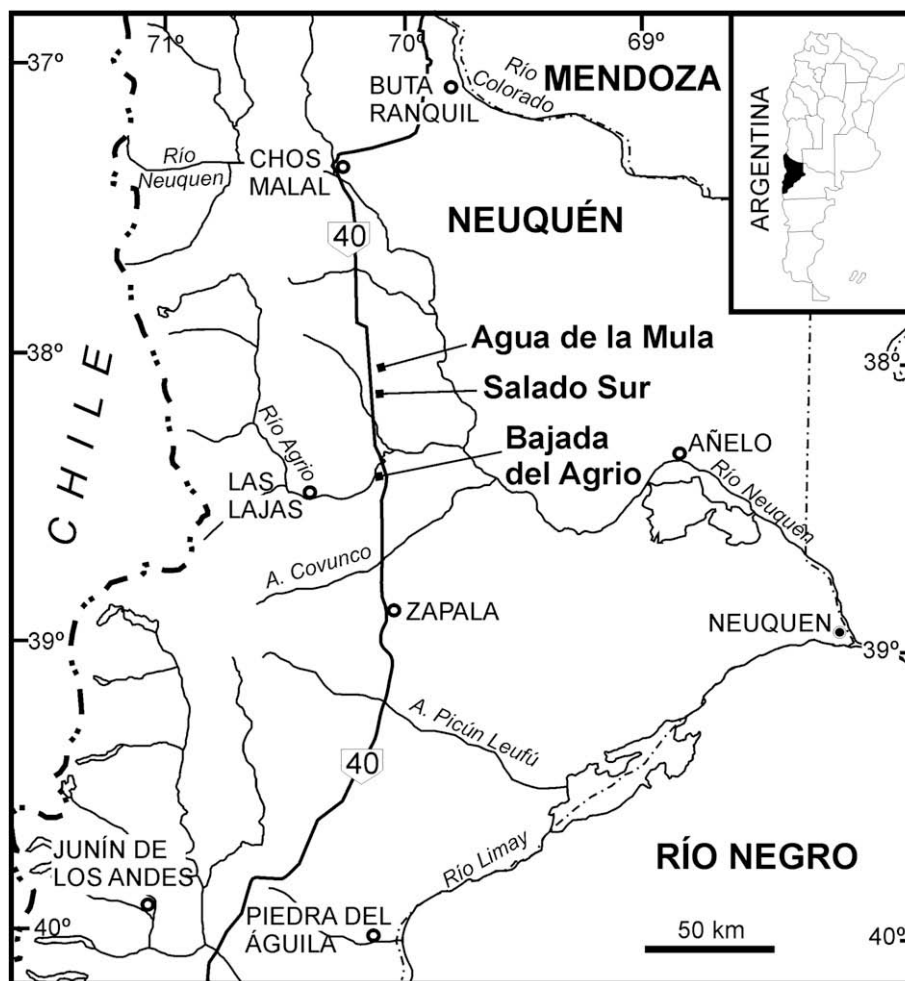 71º
70º
69º
37º
BUTA
RANQUIL
Río
Colorado
MENDOZA
ARGENTINA
Río
Neuquen
CHOS
MALAL
NEUQUÉN
40
38º
Agua de la Mula
38º
Salado Sur
Río Agrio
Bajada
del Agrio
AÑELO
LAS
LAJAS
Río Neuquén
CHILE
A. Covunco
ZAPALA
NEUQUEN
39º
39º
A. Picún Leufú
40
JUNÍN DE
LOS ANDES
Río Limay
RÍO NEGRO
PIEDRA DEL
ÁGUILA
40º
50 km
40º